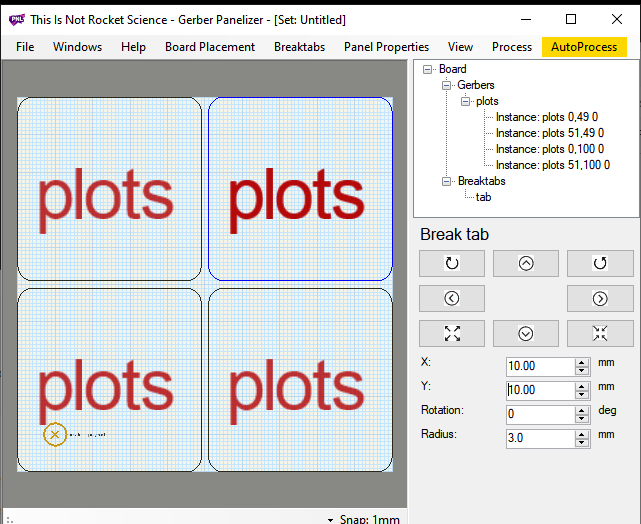 PNL
This Is Not Rocket Science - Gerber Panelizer - [Set: Untitled]
File Windows Help Board Placement Breaktabs Panel Properties View Process AutoProcess
Board
Gerbers
plots
Instance: plots 0,49 0
Instance: plots 51,49 0
Instance: plots 0,100 0
Instance: plots 51,100 0
Breaktabs
tab
plots
plots
plots
plots
Break tab
X: 10.00 mm
Y: 10.00 mm
Rotation: 0 deg
Radius: 3.0 mm
Snap: 1mm